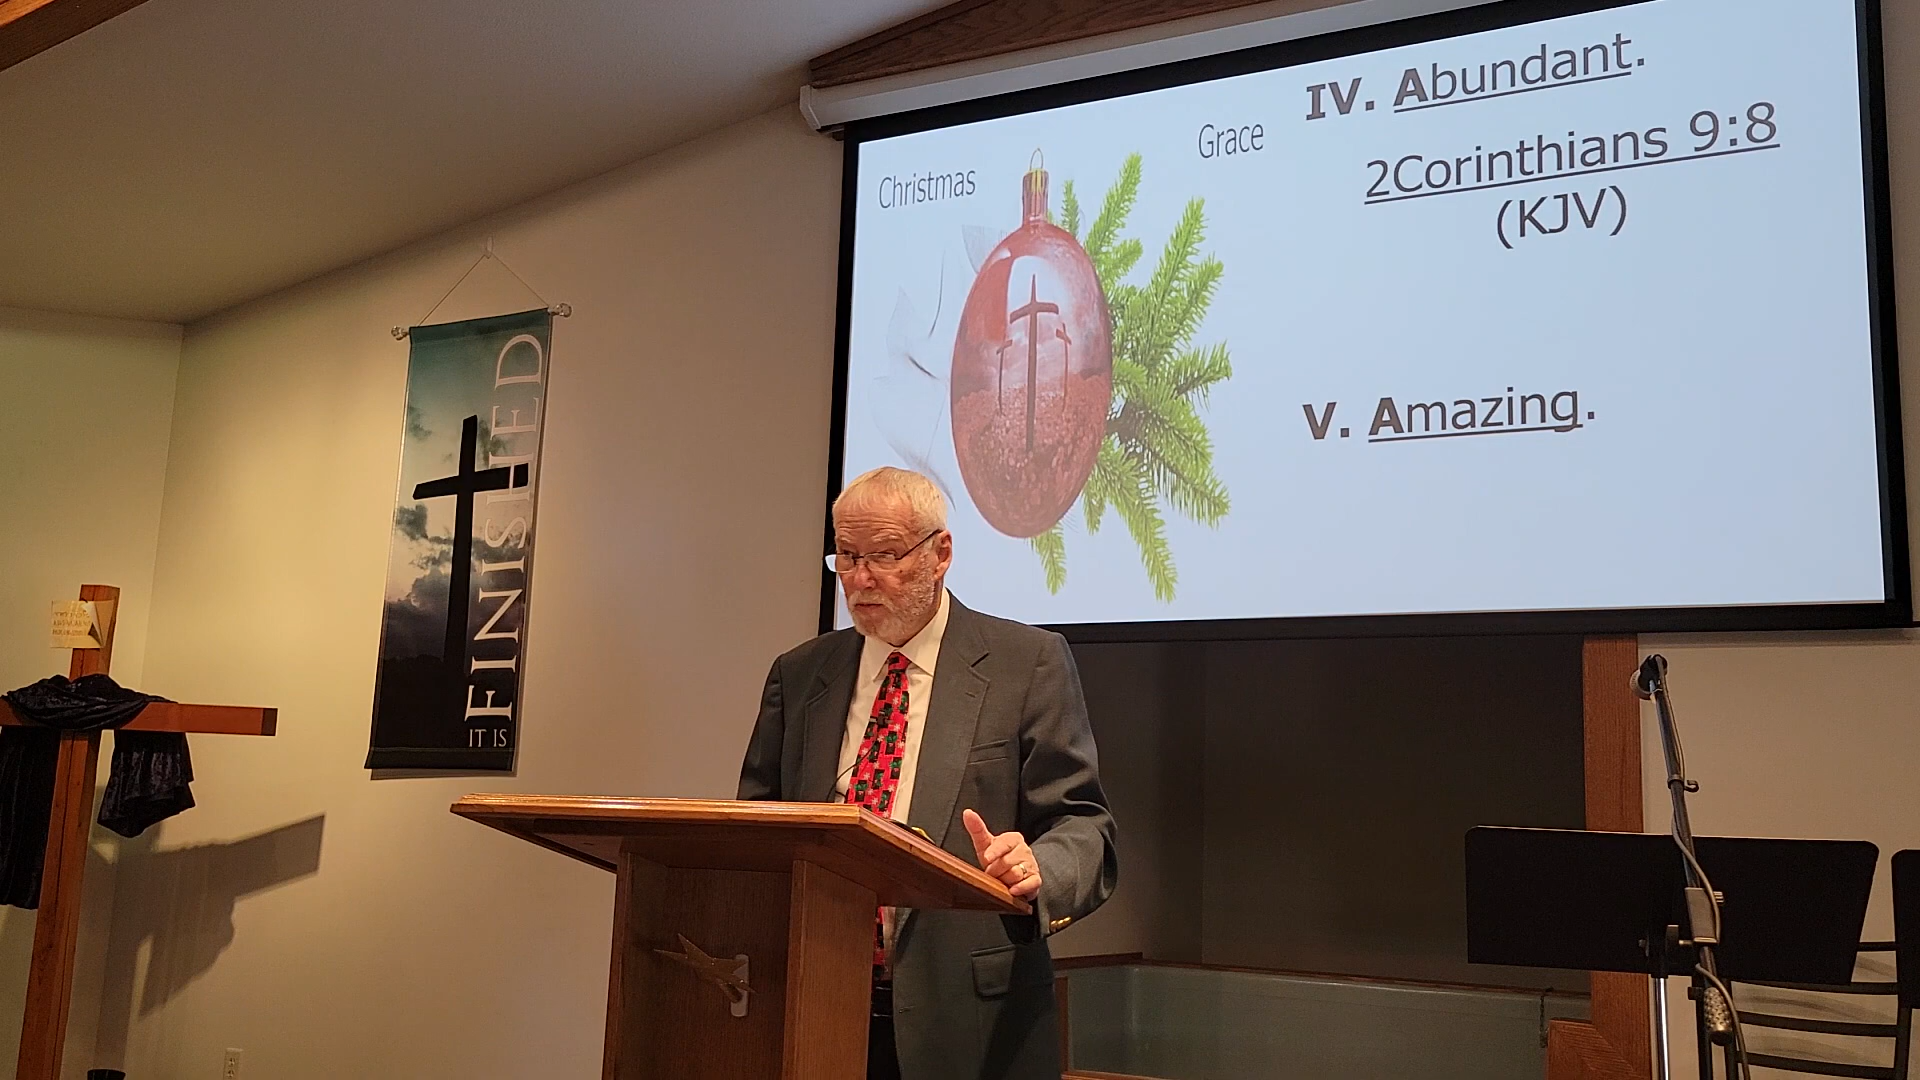 Christmas
Grace
IV. Abundant.
2Corinthians 9:8
(KJV)
V. Amazing.
IT IS
FINISHED